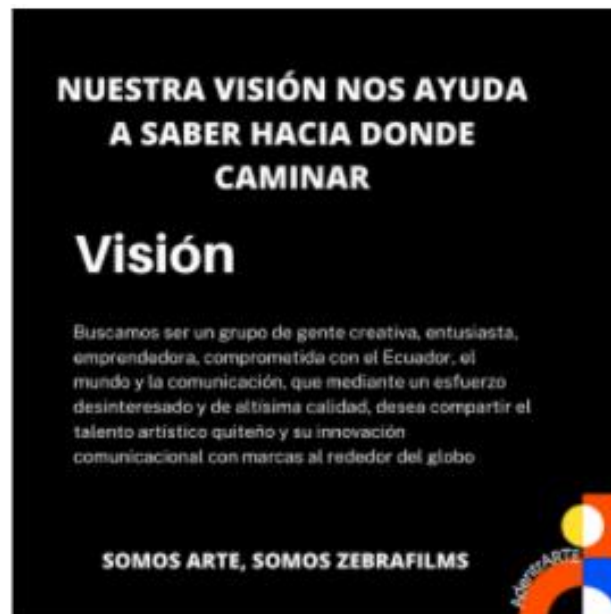 NUESTRA VISIÓN NOS AYUDA
A SABER HACIA DONDE
CAMINAR
Visión
Buscamos ser un grupo de gente creativa, entusiasta,
emprendedora, comprometida con el Ecuador, el
mundo y la comunicación, que mediante un esfuerzo
desinteresado y de altísima calidad, desea compartir el
talento artístico quiteño y su innovación
comunicacional con marcas al rededor del globo
SOMOS ARTE, SOMOS ZEBRAFILMS
AdentrARTE